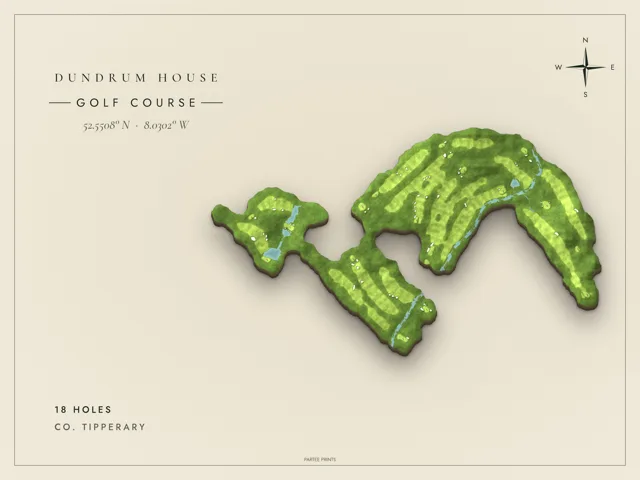 DUNDRUM HOUSE
GOLF COURSE
52.5508° N · 8.0302° W
N
W E
S
18 HOLES
CO. TIPPERARY
PARTEE PRINTS